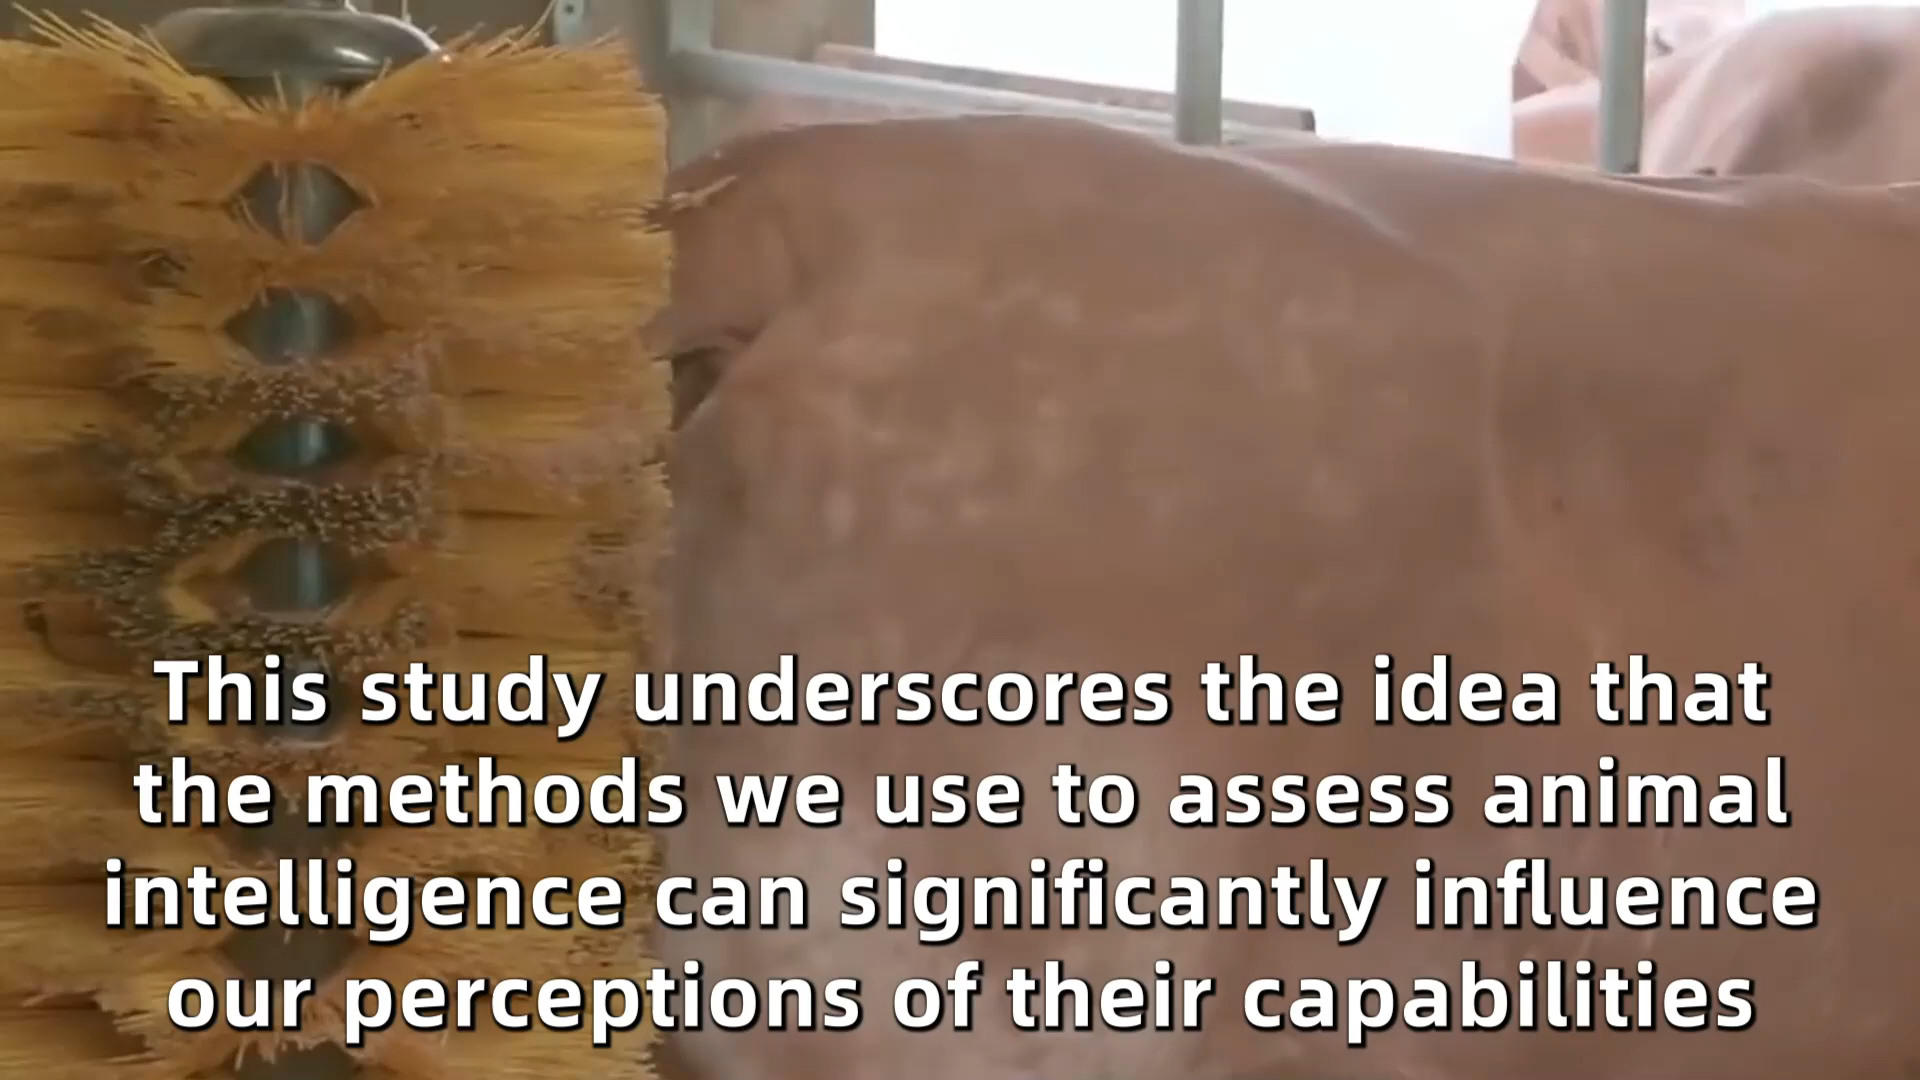 This study underscores the idea that
the methods we use to assess animal
intelligence can significantly influence
our perceptions of their capabilities